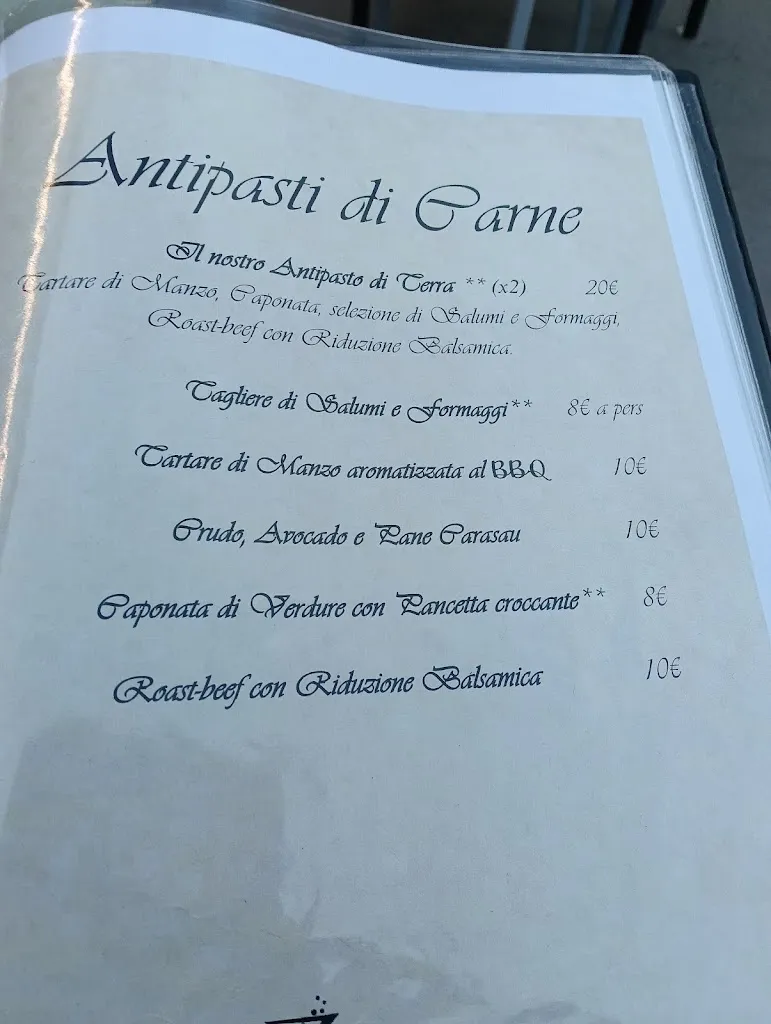 Antipasti di Carne
Il nostro Antipasto di Terra ** (x2) 20€
Tartare di Manzo, Caponata, selezione di Salumi e Formaggi,
Roast-beef con Riduzione Balsamica.
Tagliere di Salumi e Formaggi** 8€ a pers
Tartare di Manzo aromatizzata al BBQ 10€
Crudo, Avocado e Pane Carasau 10€
Caponata di Verdure con Pancetta croccante** 8€
Roast-beef con Riduzione Balsamica 10€